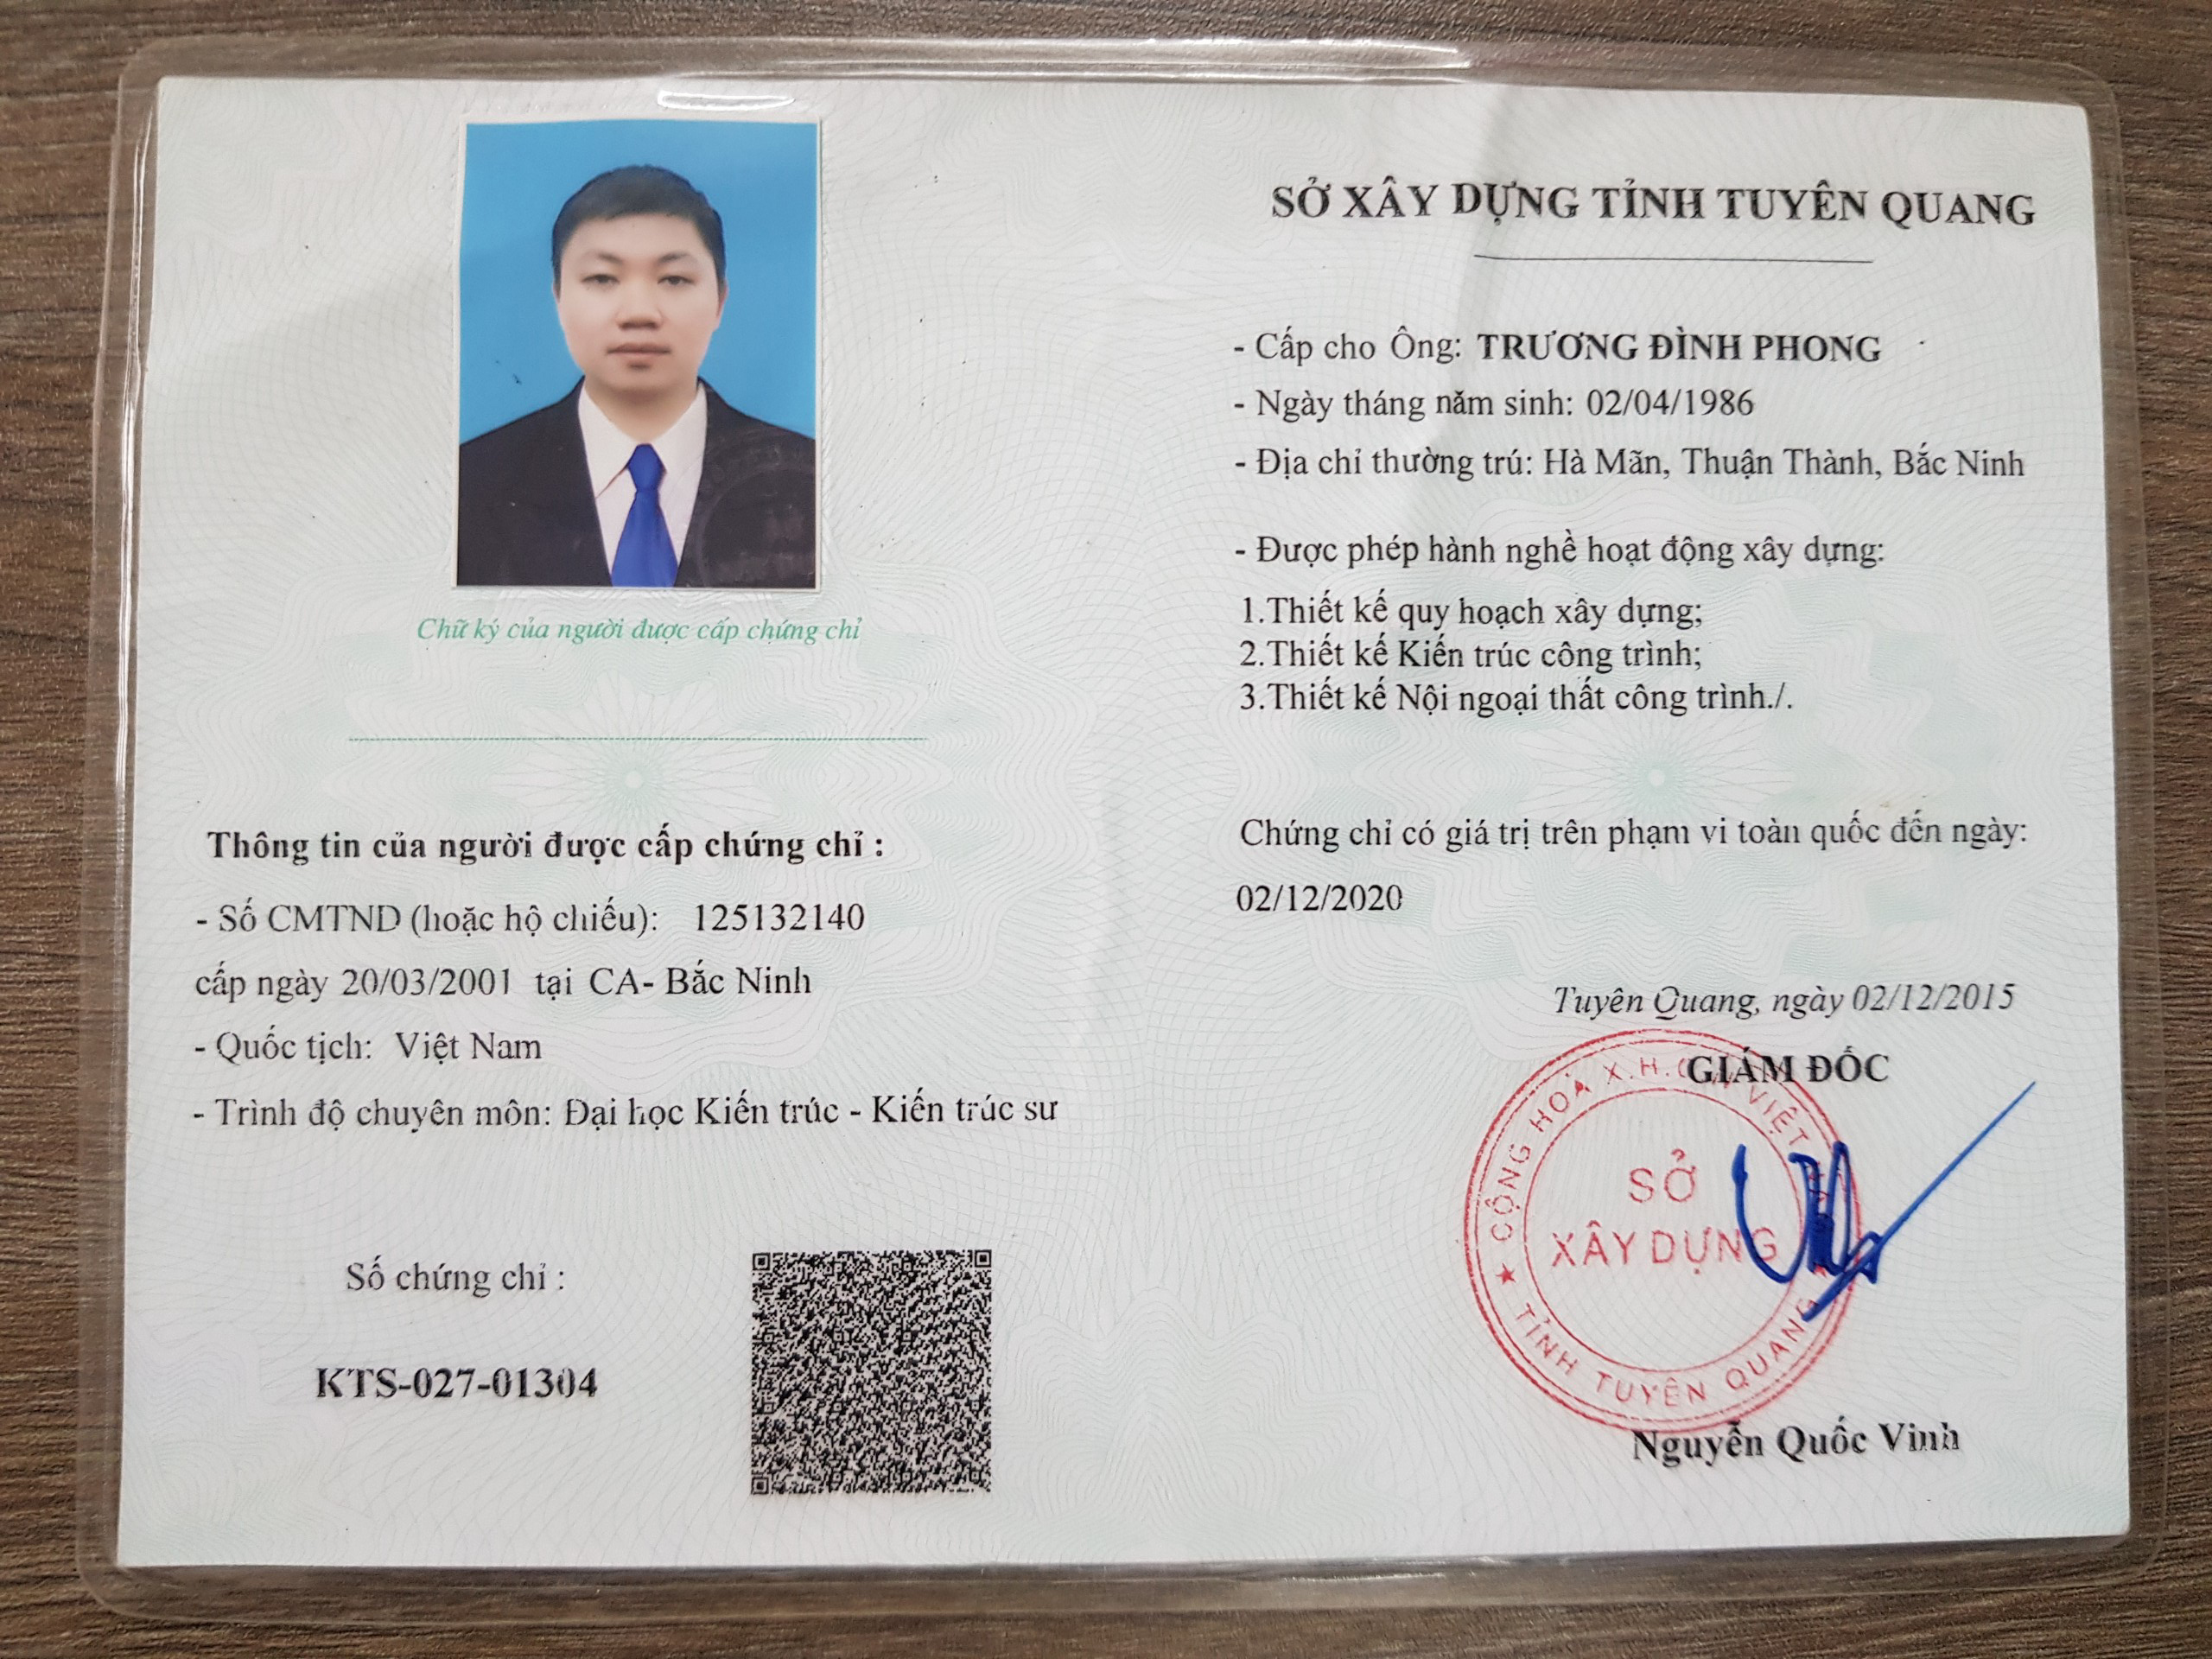 Chữ ký của người được cấp chứng chỉ
Thông tin của người được cấp chứng chỉ :
- Số CMTND (hoặc hộ chiếu): 125132140
cấp ngày 20/03/2001 tại CA- Bắc Ninh
- Quốc tịch: Việt Nam
- Trình độ chuyên môn: Đại học Kiến trúc - Kiến trúc sư
Số chứng chỉ :
KTS-027-01304
SỞ XÂY DỰNG TỈNH TUYÊN QUANG
- Cấp cho Ông: TRƯƠNG ĐÌNH PHONG
- Ngày tháng năm sinh: 02/04/1986
- Địa chỉ thường trú: Hà Mãn, Thuận Thành, Bắc Ninh
- Được phép hành nghề hoạt động xây dựng:
1.Thiết kế quy hoạch xây dựng;
2.Thiết kế Kiến trúc công trình;
3.Thiết kế Nội ngoại thất công trình./.
Chứng chỉ có giá trị trên phạm vi toàn quốc đến ngày:
02/12/2020
Tuyên Quang, ngày 02/12/2015
GIÁM ĐỐC
CỘNG HOÀ X.H. VIỆT
SỞ
XÂY DỰNG
TỈNH TUYÊN QUANG
Nguyễn Quốc Vinh